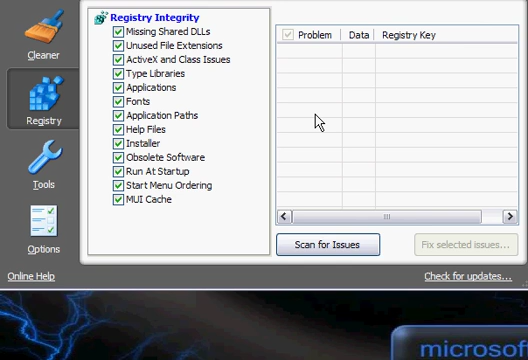 Cleaner
Registry
Tools
Options
Registry Integrity
Missing Shared DLLs
Unused File Extensions
ActiveX and Class Issues
Type Libraries
Applications
Fonts
Application Paths
Help Files
Installer
Obsolete Software
Run At Startup
Start Menu Ordering
MUI Cache
Problem Data Registry Key
Scan for Issues Fix selected issues...
Online Help Check for updates...
microsof